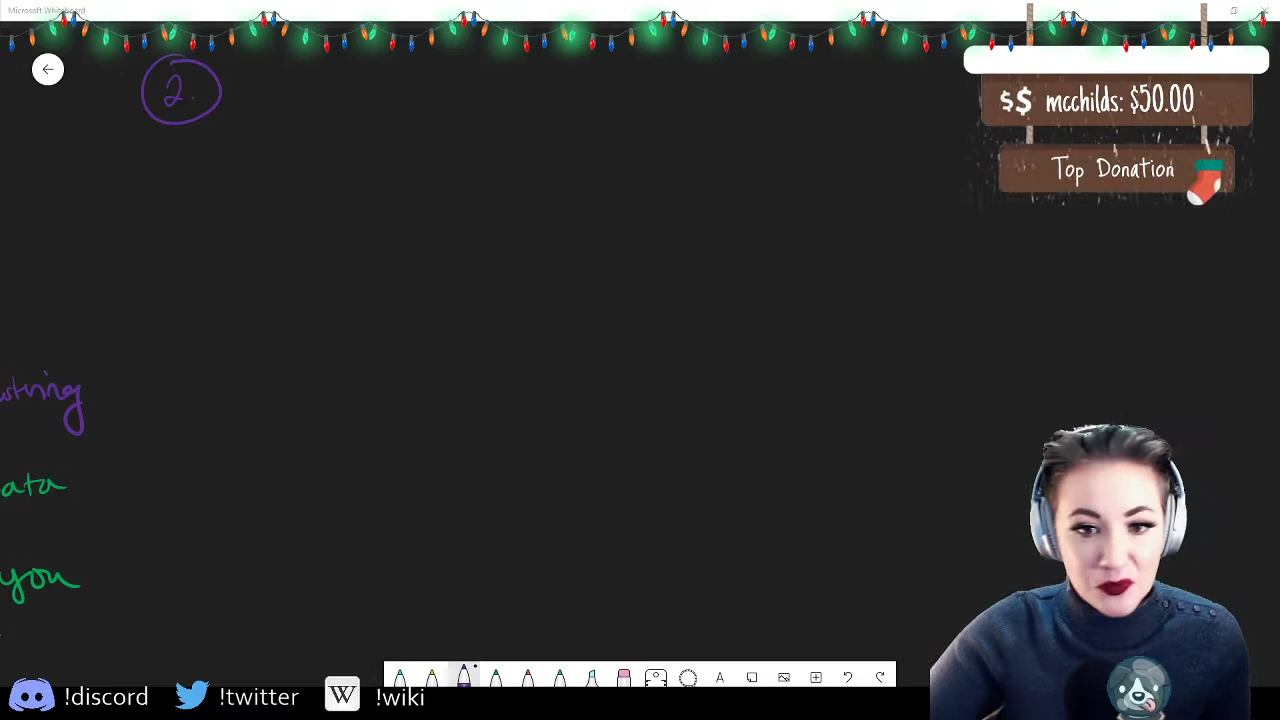 Microsoft Whiteboard
2.
$$ mcchilds: $50.00
Top Donation
string
ata
you
A
!discord
!twitter
W !wiki